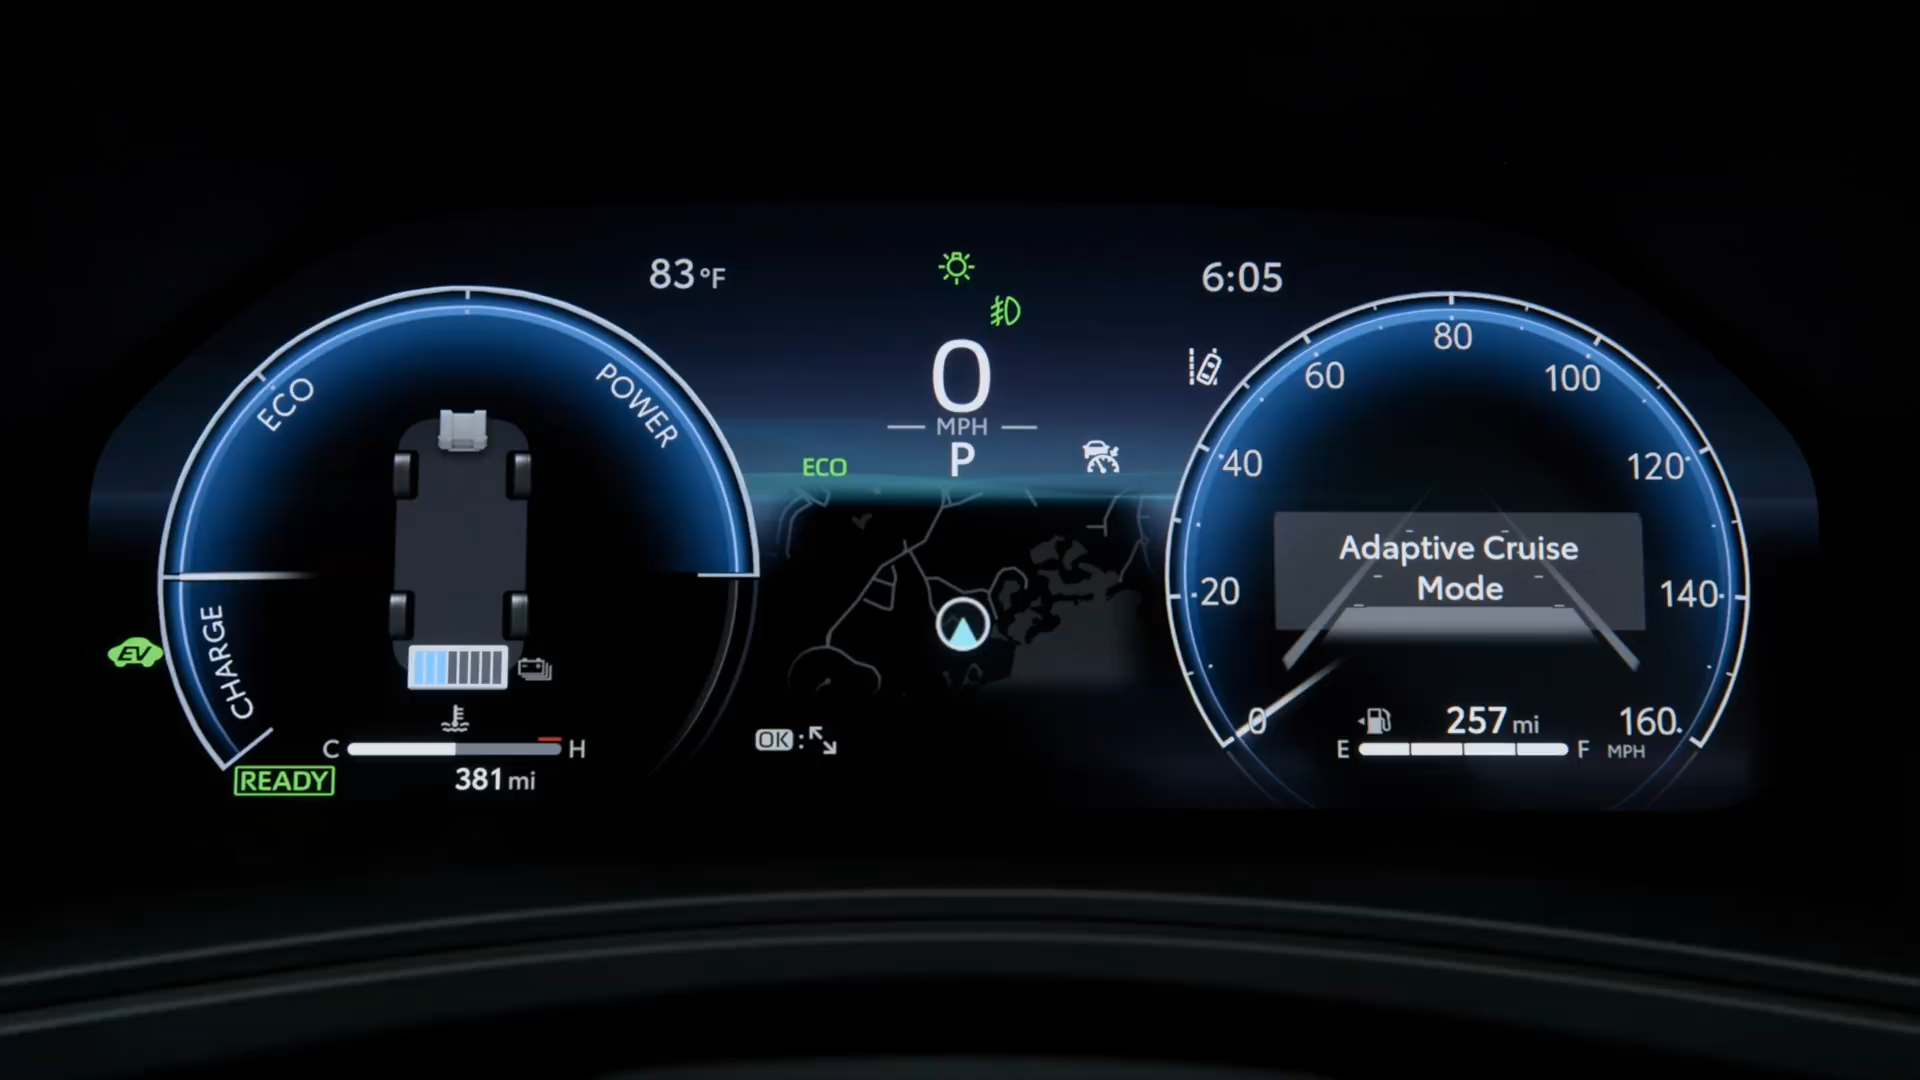 83°F
6:05
0
MPH
P
ECO
ECO
POWER
CHARGE
EV
READY
C
H
381 mi
OK:
0
20
40
60
80
100
120
140
160
MPH
Adaptive Cruise
Mode
257 mi
E
F